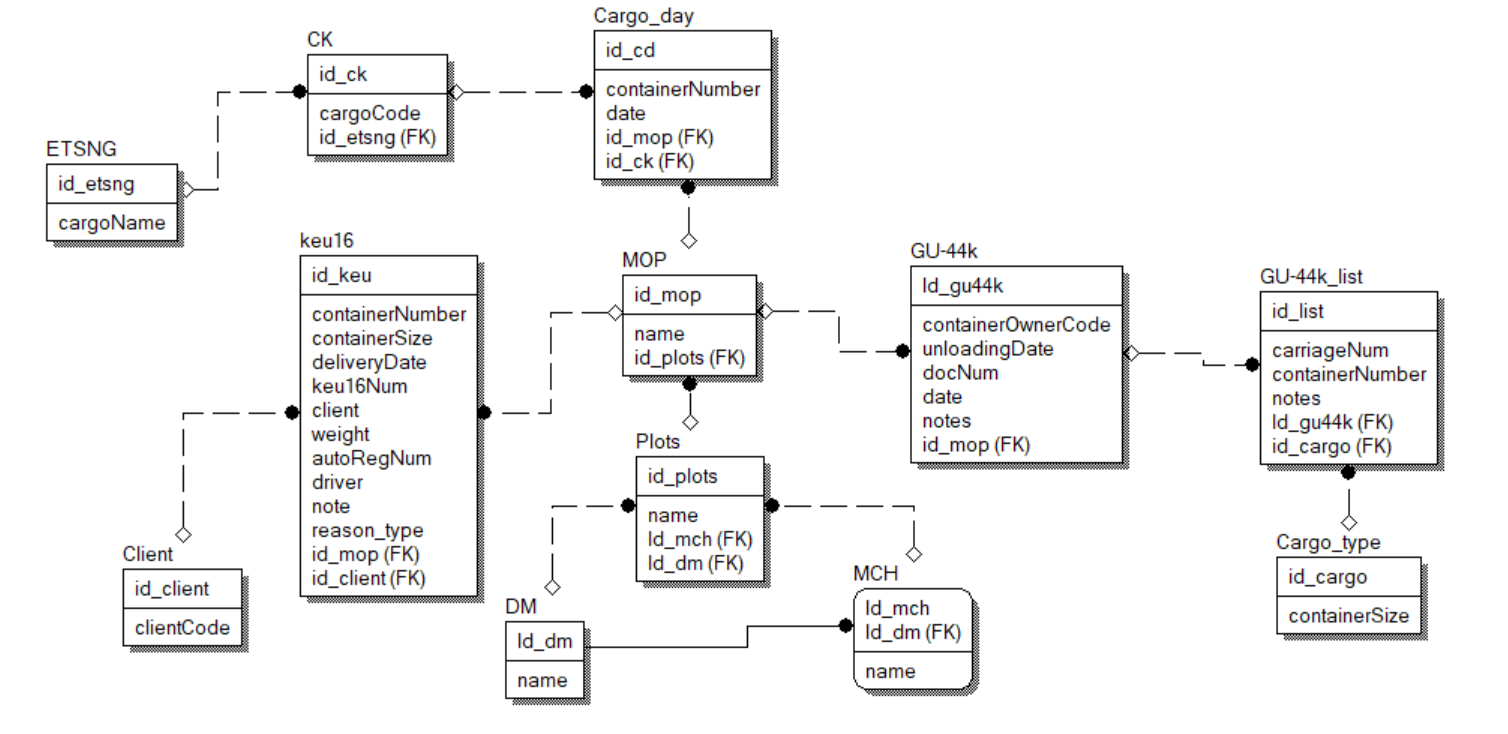 Cargo_day
id_cd
containerNumber
date
id_mop (FK)
id_ck (FK)
CK
id_ck
cargoCode
id_etsng (FK)
ETSNG
id_etsng
cargoName
keu16
id_keu
containerNumber
containerSize
deliveryDate
keu16Num
client
weight
autoRegNum
driver
note
reason_type
id_mop (FK)
id_client (FK)
MOP
id_mop
name
id_plots (FK)
GU-44k
Id_gu44k
containerOwnerCode
unloadingDate
docNum
date
notes
id_mop (FK)
GU-44k_list
id_list
carriageNum
containerNumber
notes
Id_gu44k (FK)
id_cargo (FK)
Plots
id_plots
name
Id_mch (FK)
Id_dm (FK)
Client
id_client
clientCode
DM
Id_dm
name
MCH
Id_mch
Id_dm (FK)
name
Cargo_type
id_cargo
containerSize